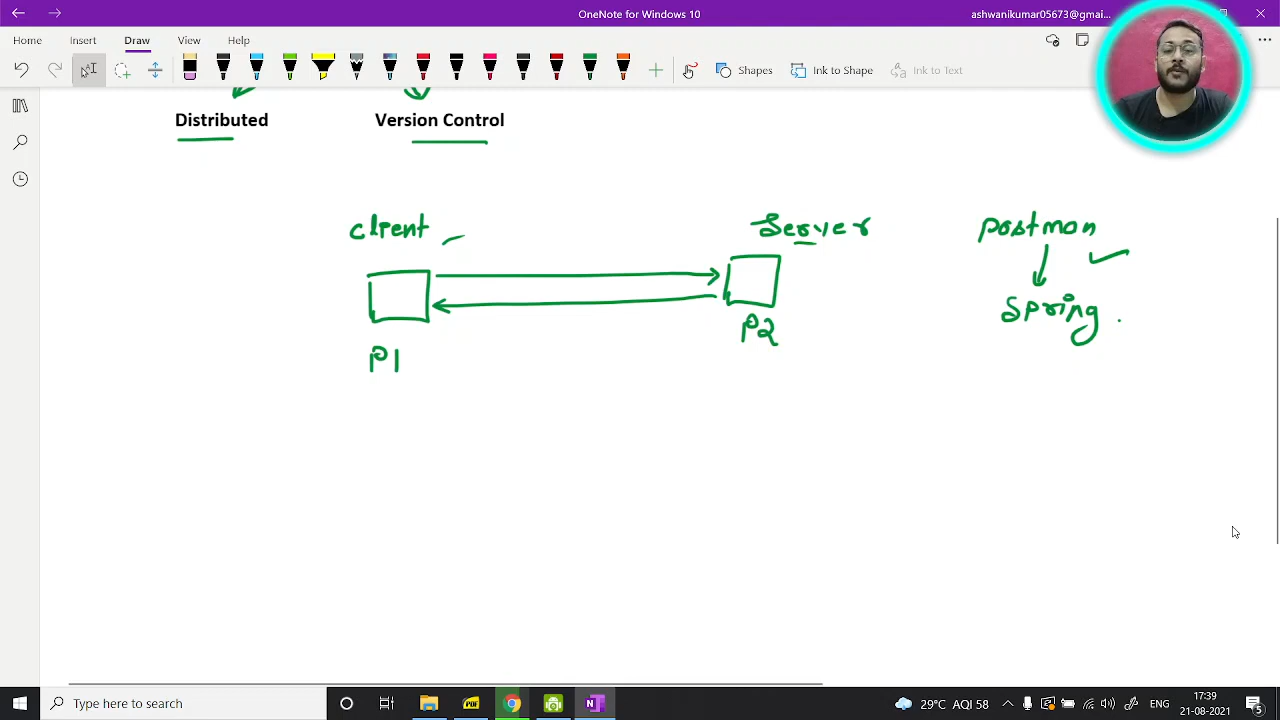 OneNote for Windows 10
ashwanikumar05673@gmai...
Home Insert Draw View Help
Shapes Ink to Shape Ink to Text
Distributed Version Control
client Server postman
Spring
P2
P1
Type here to search
29°C AQI 56 ENG 17:39
21-08-2021